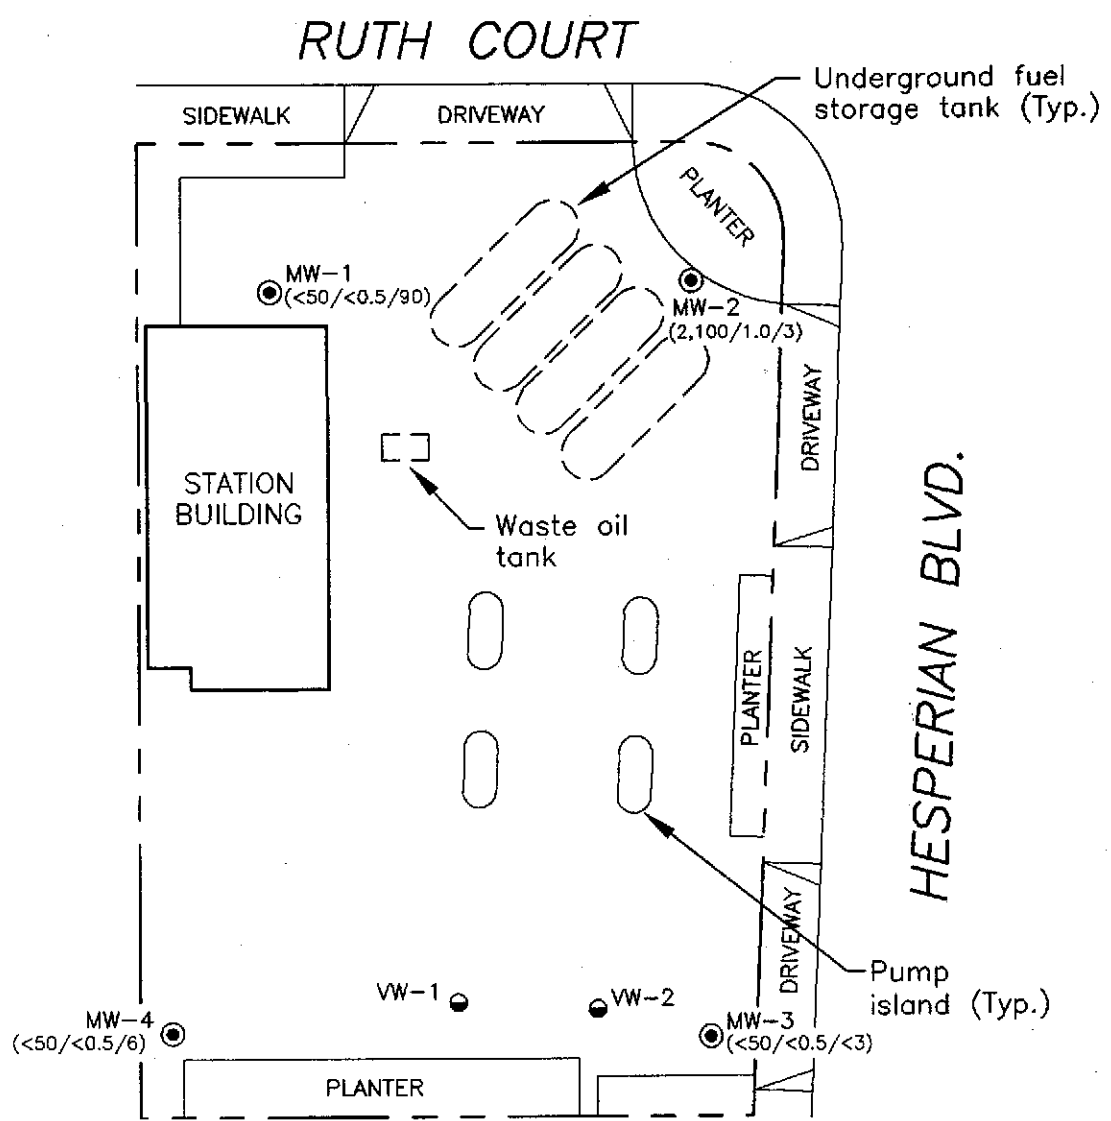 RUTH COURT
Underground fuel
storage tank (Typ.)
SIDEWALK
DRIVEWAY
PLANTER
MW-1
(<50/<0.5/90)
MW-2
(2,100/1.0/3)
DRIVEWAY
STATION
BUILDING
Waste oil
tank
HESPERIAN BLVD.
PLANTER
SIDEWALK
DRIVEWAY
Pump
island (Typ.)
VW-1
VW-2
MW-4
(<50/<0.5/6)
MW-3
(<50/<0.5/<3)
PLANTER